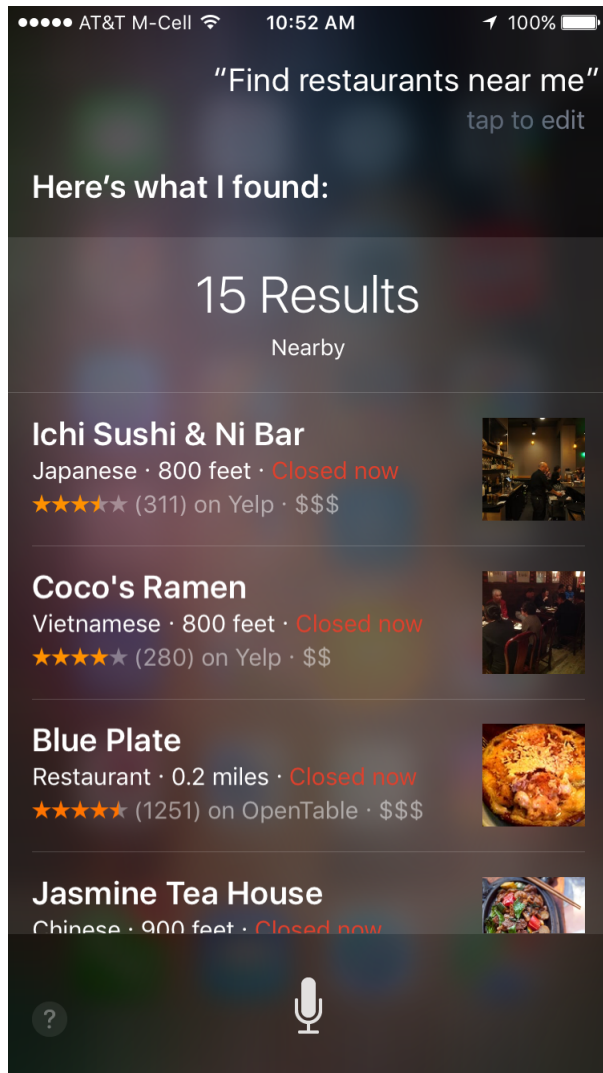 AT&T M-Cell 10:52 AM 100%
“Find restaurants near me”
tap to edit
Here’s what I found:
15 Results
Nearby
Ichi Sushi & Ni Bar
Japanese · 800 feet · Closed now
★★★★★ (311) on Yelp · $$$
Coco's Ramen
Vietnamese · 800 feet · Closed now
★★★★★ (280) on Yelp · $$
Blue Plate
Restaurant · 0.2 miles · Closed now
★★★★★ (1251) on OpenTable · $$$
Jasmine Tea House
Chinese · 900 feet · Closed now
?